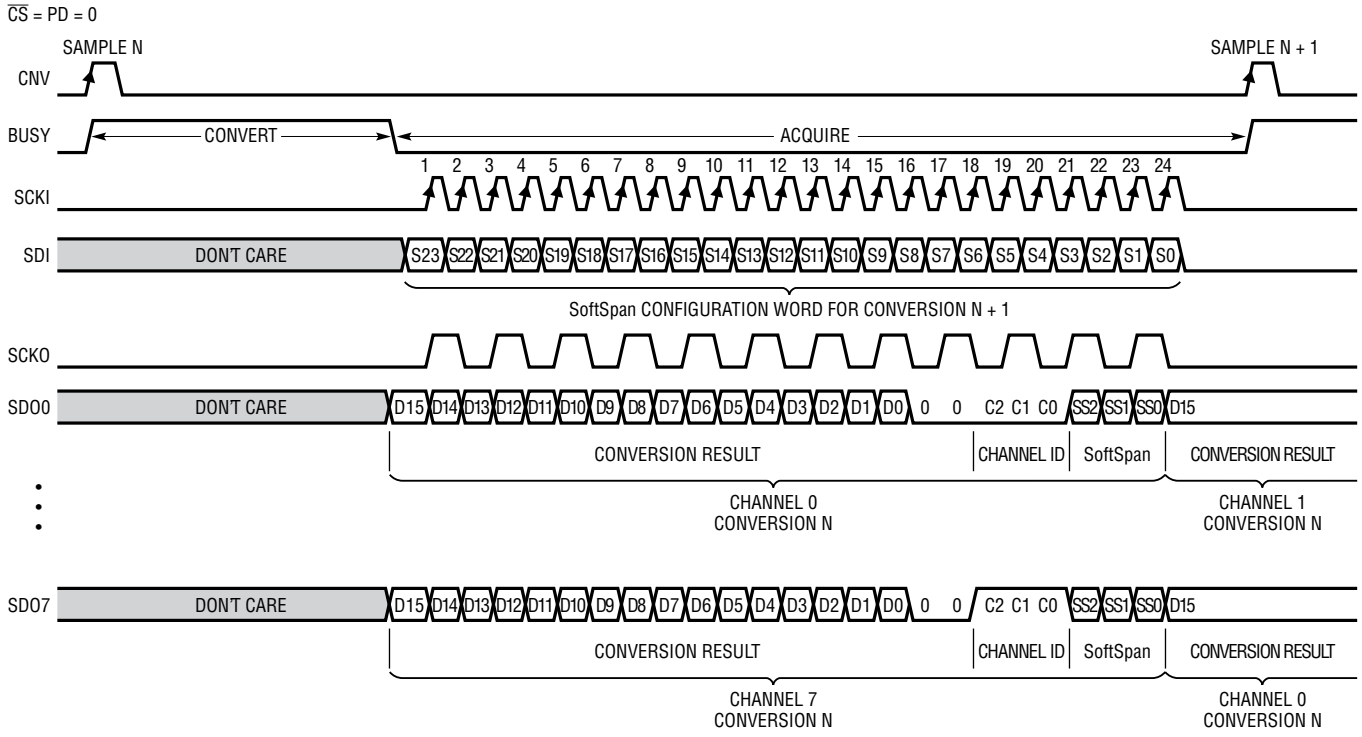 CS = PD = 0
SAMPLE N SAMPLE N + 1
CNV
BUSY CONVERT ACQUIRE
1 2 3 4 5 6 7 8 9 10 11 12 13 14 15 16 17 18 19 20 21 22 23 24
SCKI
SDI DON'T CARE S23 S22 S21 S20 S19 S18 S17 S16 S15 S14 S13 S12 S11 S10 S9 S8 S7 S6 S5 S4 S3 S2 S1 S0
SoftSpan CONFIGURATION WORD FOR CONVERSION N + 1
SCKO
SDO0 DON'T CARE D15 D14 D13 D12 D11 D10 D9 D8 D7 D6 D5 D4 D3 D2 D1 D0 0 0 C2 C1 C0 SS2 SS1 SS0 D15
CONVERSION RESULT CHANNEL ID SoftSpan CONVERSION RESULT
CHANNEL 0 CHANNEL 1
CONVERSION N CONVERSION N
SDO7 DON'T CARE D15 D14 D13 D12 D11 D10 D9 D8 D7 D6 D5 D4 D3 D2 D1 D0 0 0 C2 C1 C0 SS2 SS1 SS0 D15
CONVERSION RESULT CHANNEL ID SoftSpan CONVERSION RESULT
CHANNEL 7 CHANNEL 0
CONVERSION N CONVERSION N